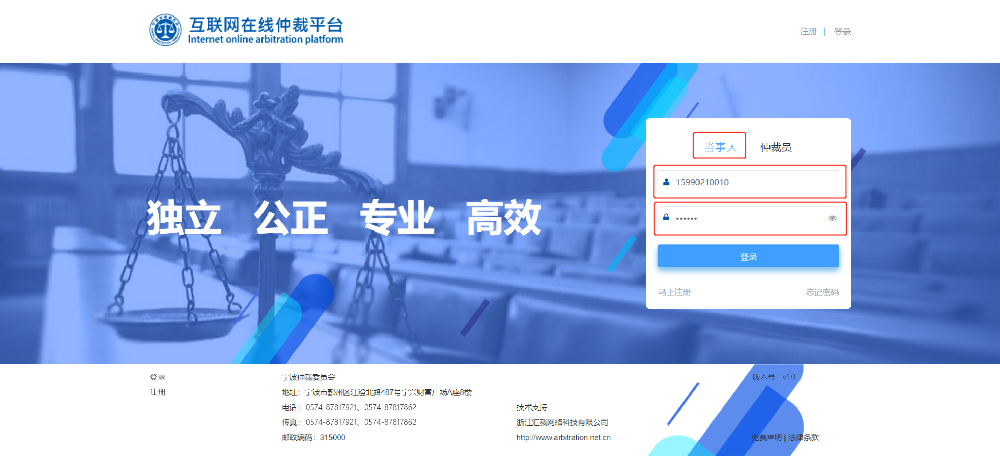 互联网在线仲裁平台
Internet online arbitration platform
注册 | 登录
独立 公正 专业 高效
当事人 仲裁员
15990210010
••••••
登录
马上注册 忘记密码
登录
注册
宁波仲裁委员会
地址：宁波市鄞州区江澄北路487号宁兴财富广场A座8楼
电话：0574-87817921、0574-87817862
传真：0574-87817921、0574-87817862
邮政编码：315000
技术支持
浙江汇裁网络科技有限公司
http://www.arbitration.net.cn
版本号：v1.0
免责声明 | 法律条款